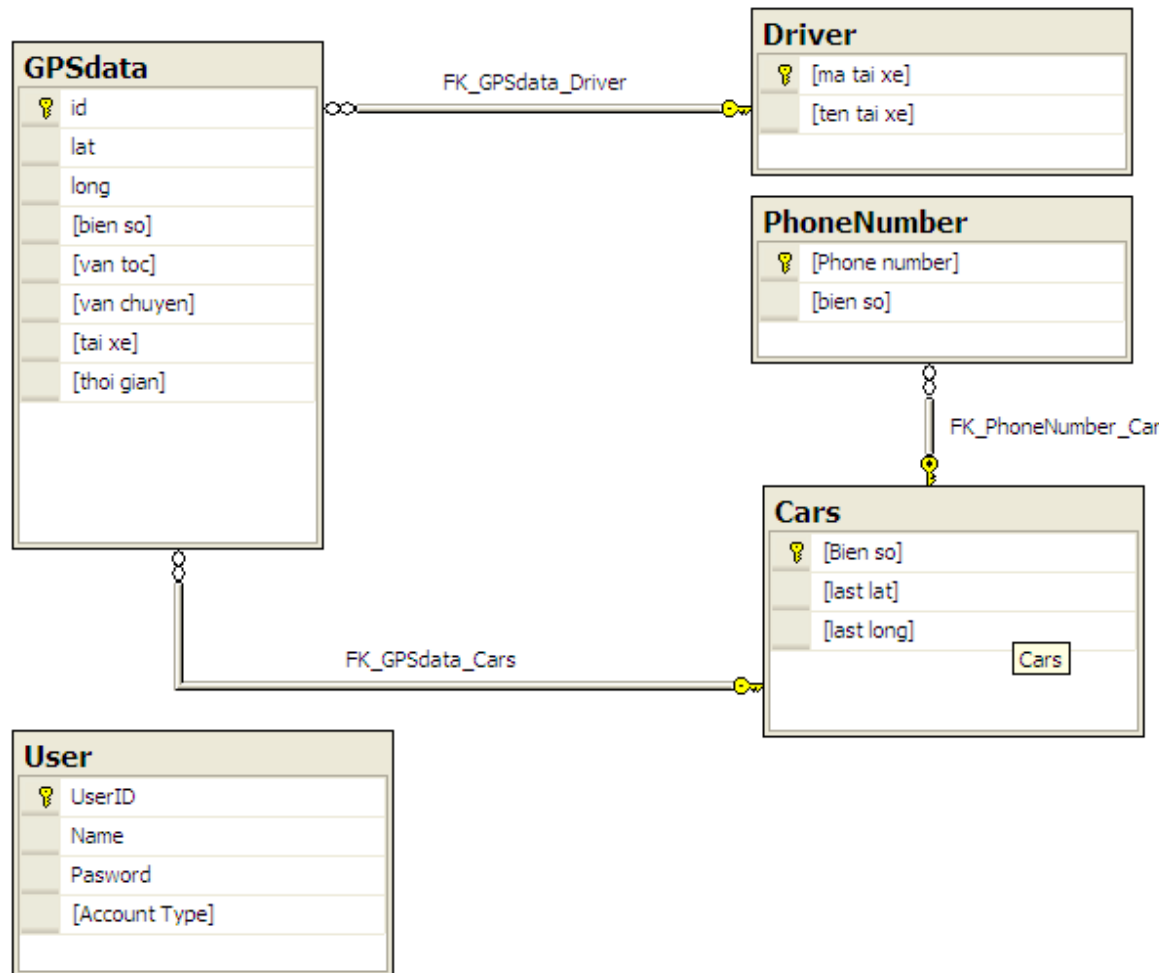 GPSdata
id
lat
long
[bien so]
[van toc]
[van chuyen]
[tai xe]
[thoi gian]
FK_GPSdata_Driver
Driver
[ma tai xe]
[ten tai xe]
PhoneNumber
[Phone number]
[bien so]
FK_PhoneNumber_Car
Cars
[Bien so]
[last lat]
[last long]
Cars
FK_GPSdata_Cars
User
UserID
Name
Pasword
[Account Type]